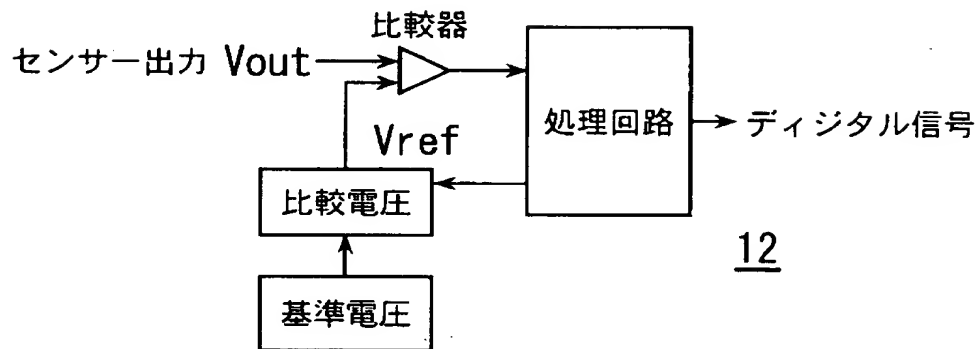 比較器
センサー出力 Vout
処理回路
ディジタル信号
Vref
比較電圧
12
基準電圧